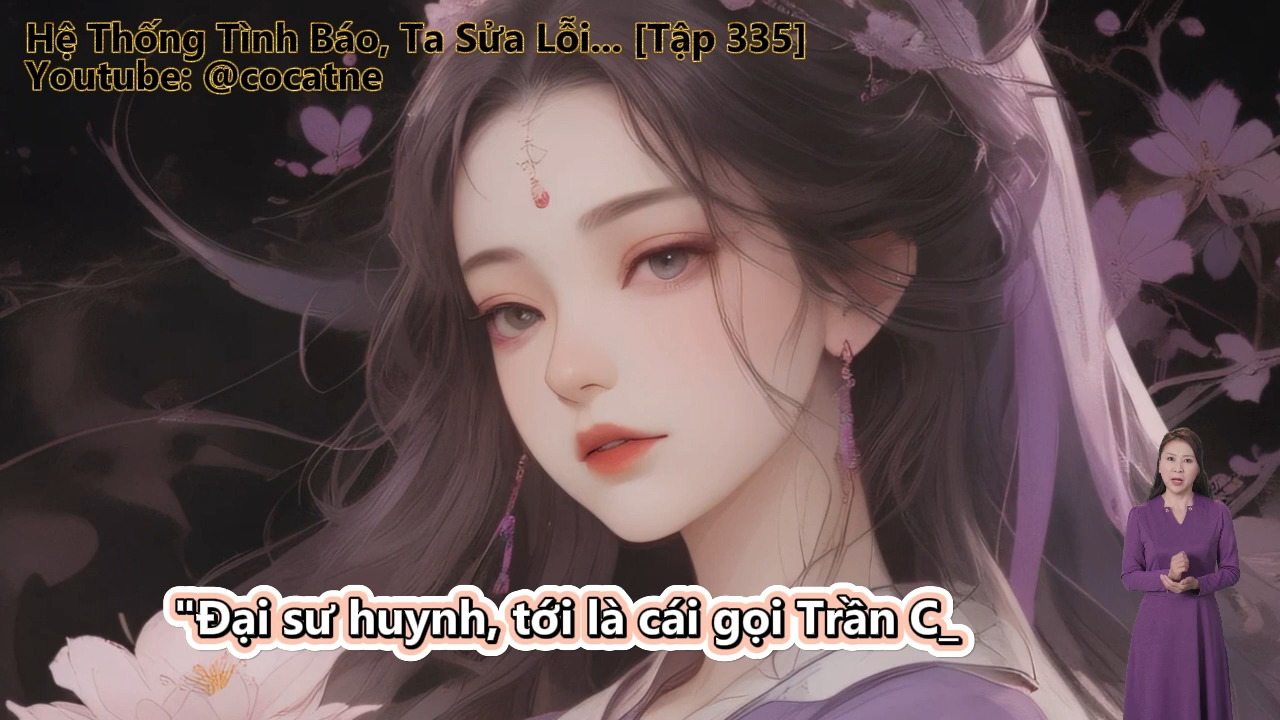 Hệ Thống Tình Báo, Ta Sửa Lỗi... [Tập 335]
Youtube: @cocatne
"Đại sư huynh, tới là cái gọi Trần C_